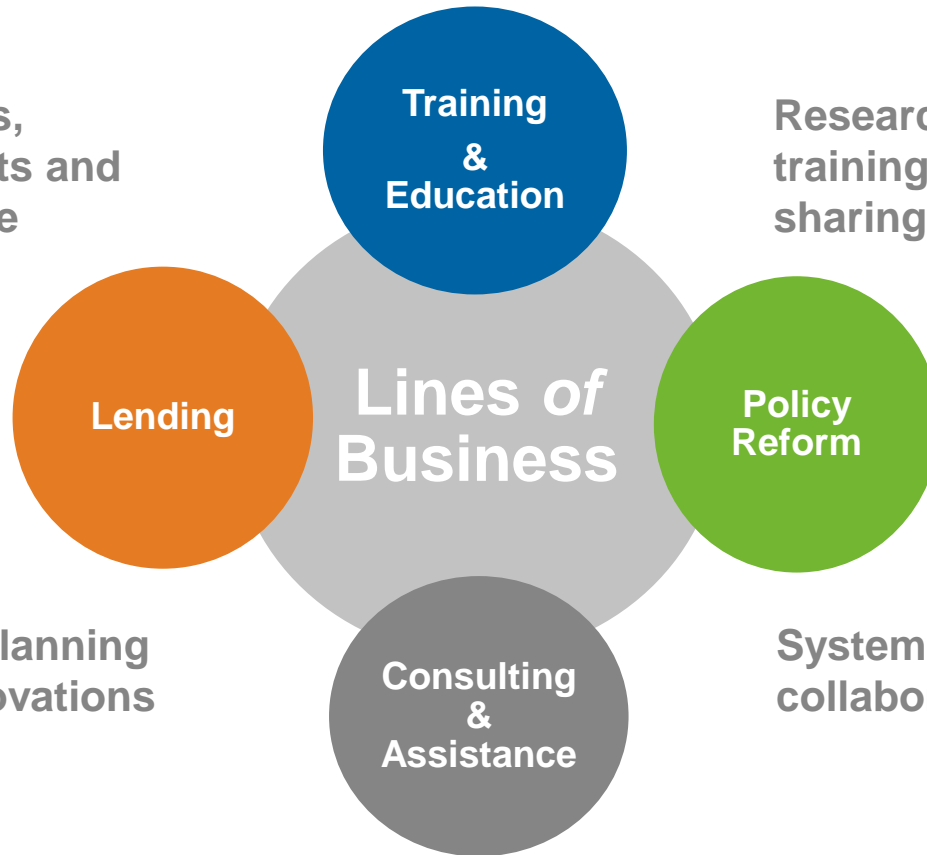 Training
&
Education
s,
ts and
e
Researc
training
sharing
Lending
Lines of
Business
Policy
Reform
lanning
ovations
System
collabo
Consulting
&
Assistance